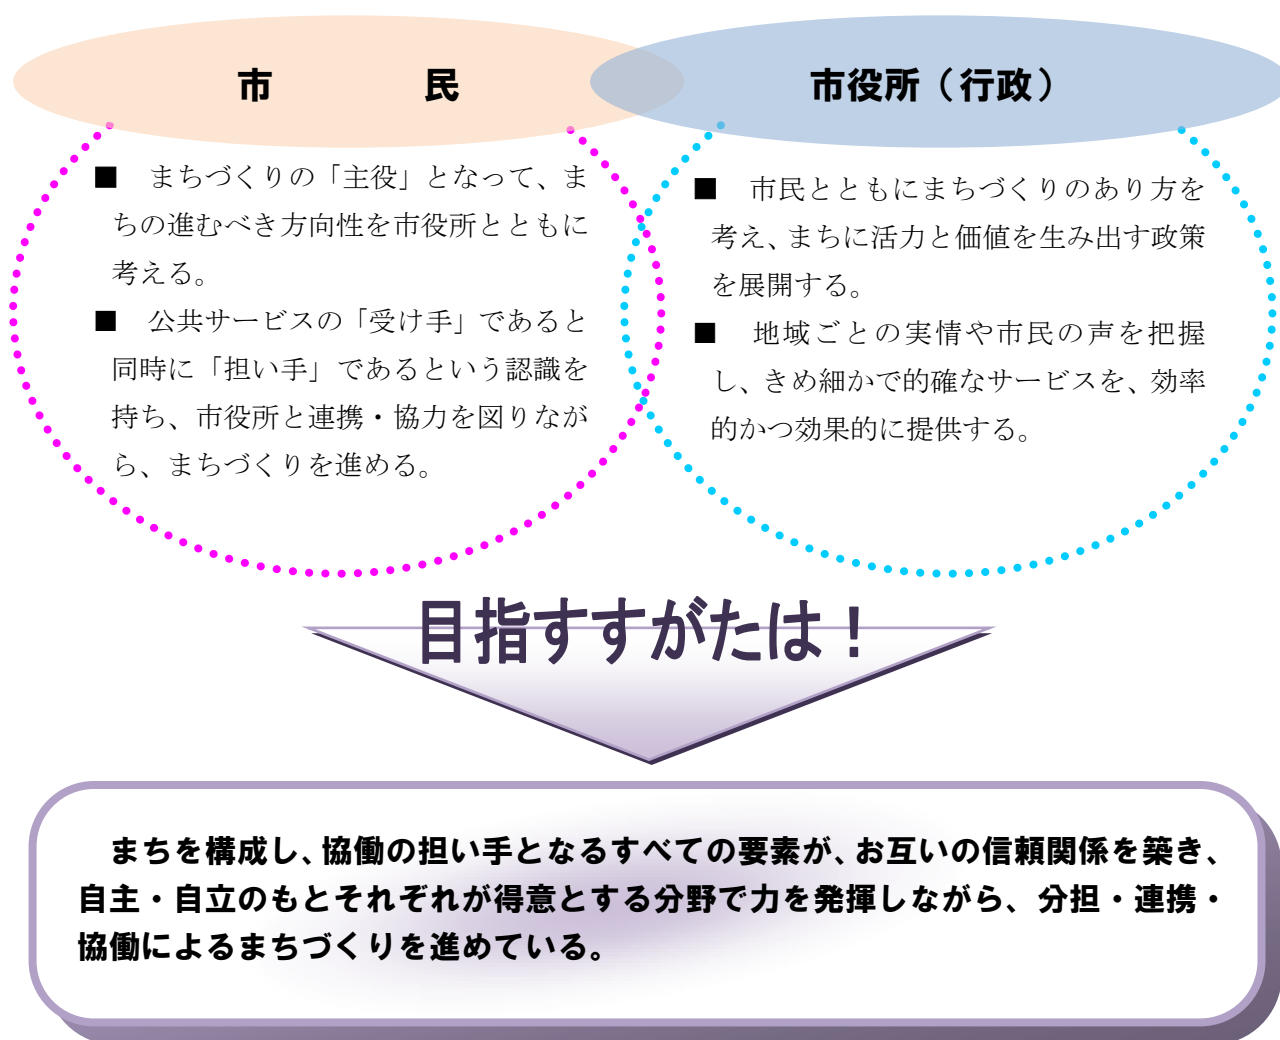 市　　　　民
■　まちづくりの「主役」となって、ま
ちの進むべき方向性を市役所とともに
考える。
■　公共サービスの「受け手」であると
同時に「担い手」であるという認識を
持ち、市役所と連携・協力を図りなが
ら、まちづくりを進める。
市役所（行政）
■　市民とともにまちづくりのあり方を
考え、まちに活力と価値を生み出す政策
を展開する。
■　地域ごとの実情や市民の声を把握
し、きめ細かで的確なサービスを、効率
的かつ効果的に提供する。
目指すすがたは！
まちを構成し、協働の担い手となるすべての要素が、お互いの信頼関係を築き、
自主・自立のもとそれぞれが得意とする分野で力を発揮しながら、分担・連携・
協働によるまちづくりを進めている。